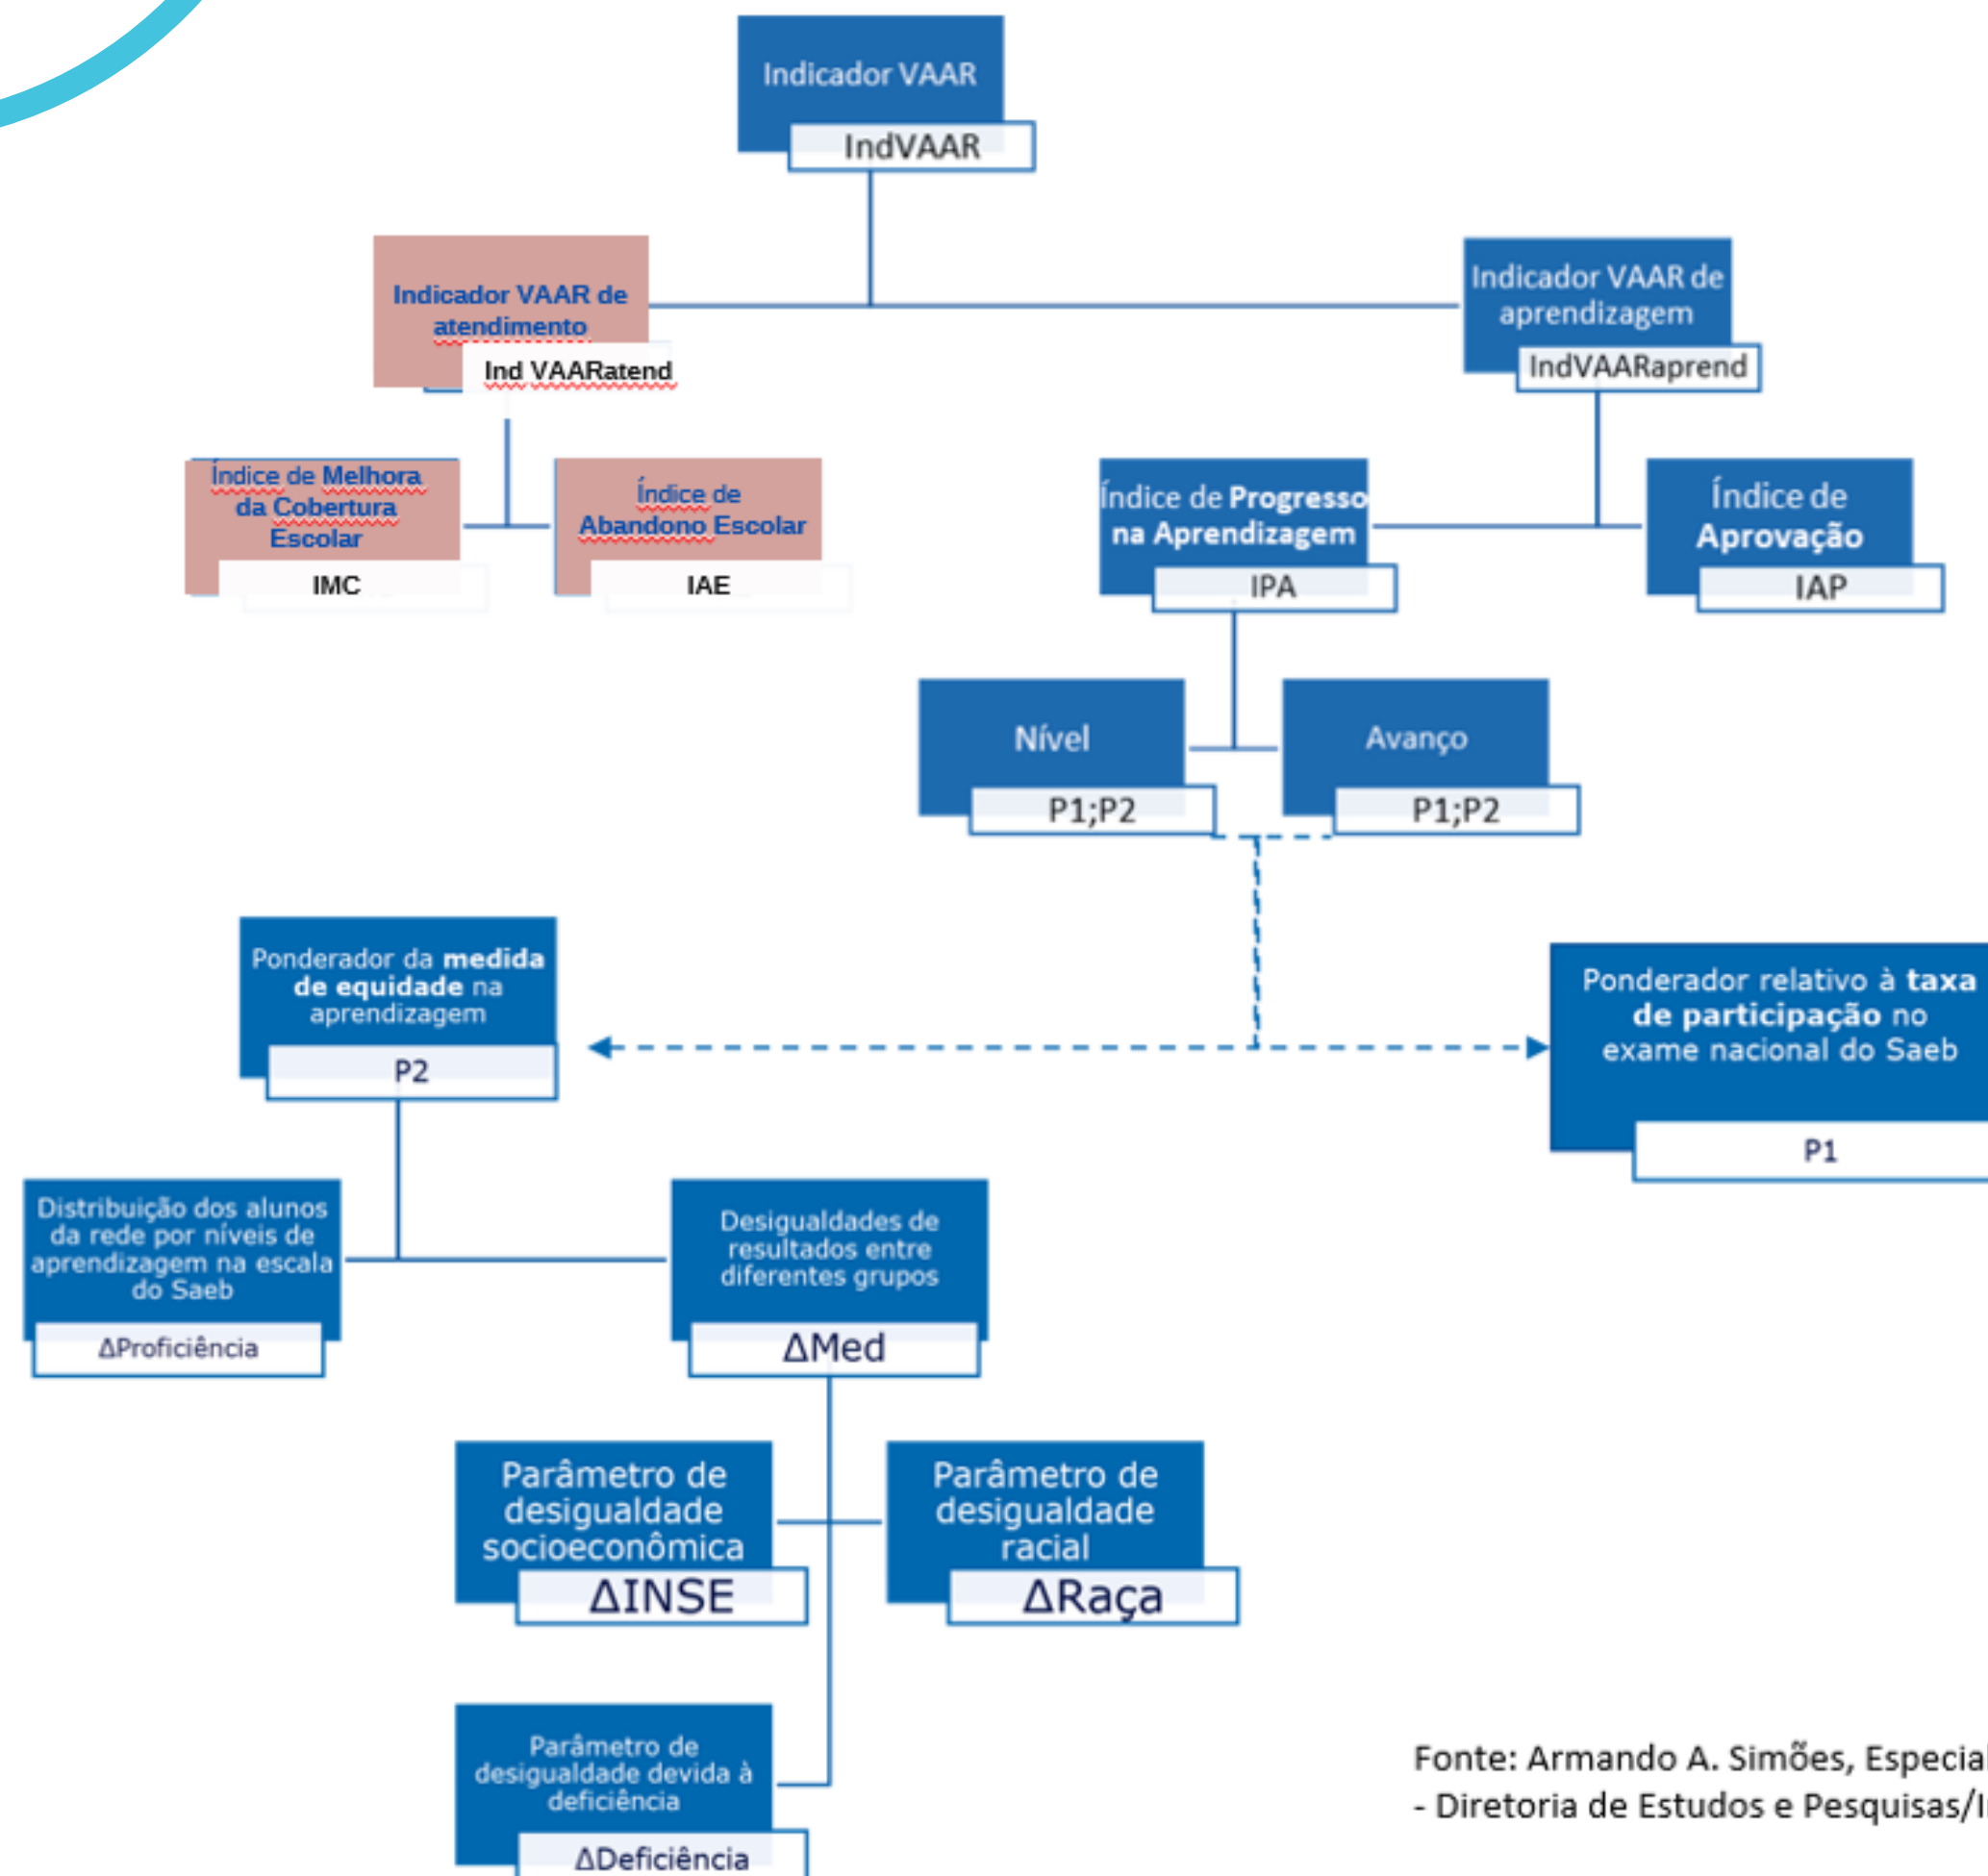 Indicador VAAR
IndVAAR
Indicador VAAR de
atendimento
Ind VAARatend
Indicador VAAR de
aprendizagem
IndVAARaprend
Índice de Melhora
da Cobertura
Escolar
IMC
Índice de
Abandono Escolar
IAE
Índice de Progresso
na Aprendizagem
IPA
Índice de
Aprovação
IAP
Nível
P1;P2
Avanço
P1;P2
Ponderador da medida
de equidade na
aprendizagem
P2
Ponderador relativo à taxa
de participação no
exame nacional do Saeb
P1
Distribuição dos alunos
da rede por níveis de
aprendizagem na escala
do Saeb
ΔProficiência
Desigualdades de
resultados entre
diferentes grupos
ΔMed
Parâmetro de
desigualdade
socioeconômica
ΔINSE
Parâmetro de
desigualdade
racial
ΔRaça
Parâmetro de
desigualdade devida à
deficiência
ΔDeficiência
Fonte: Armando A. Simões,
- Diretoria de Estudos e Pesquisas/